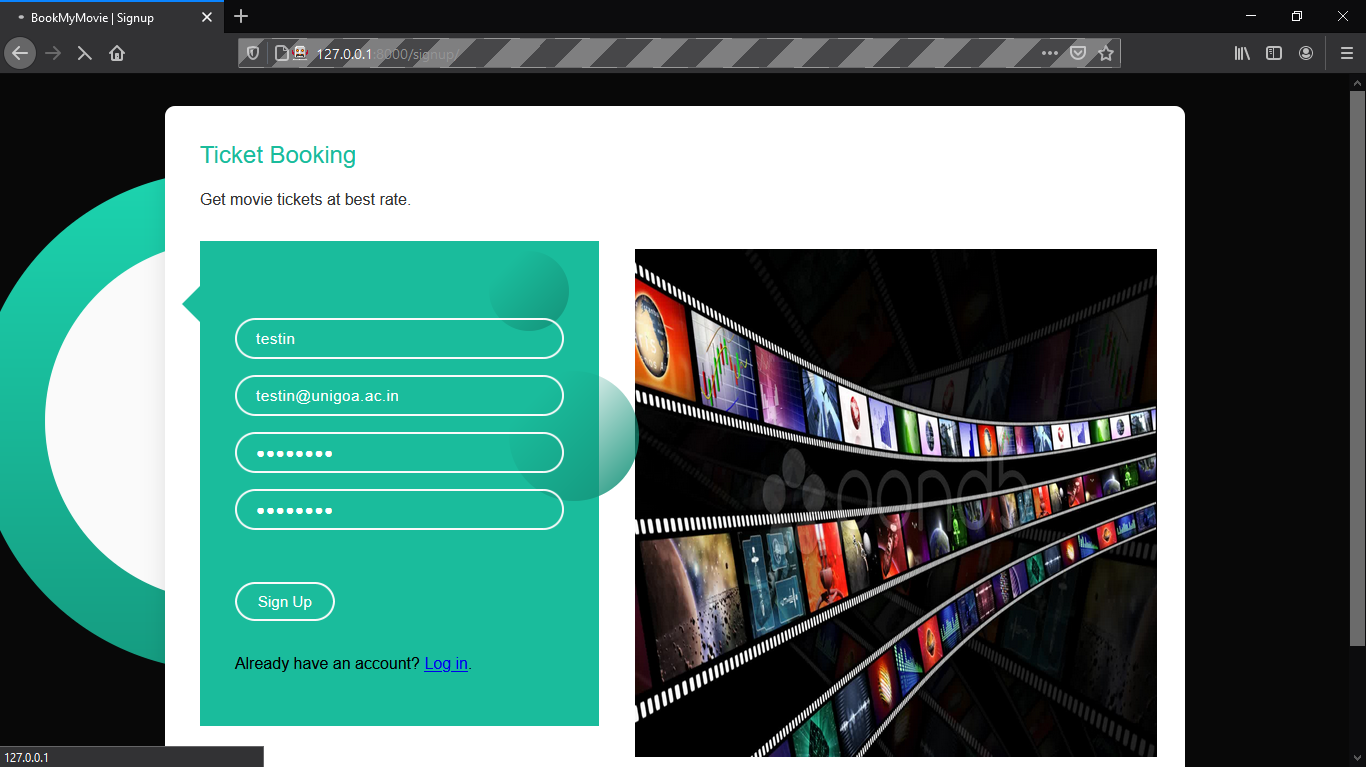 BookMyMovie | Signup
127.0.0.1:8000/signup/
Ticket Booking
Get movie tickets at best rate.
testin
testin@unigoa.ac.in
••••••••
••••••••
Sign Up
Already have an account? Log in.
127.0.0.1